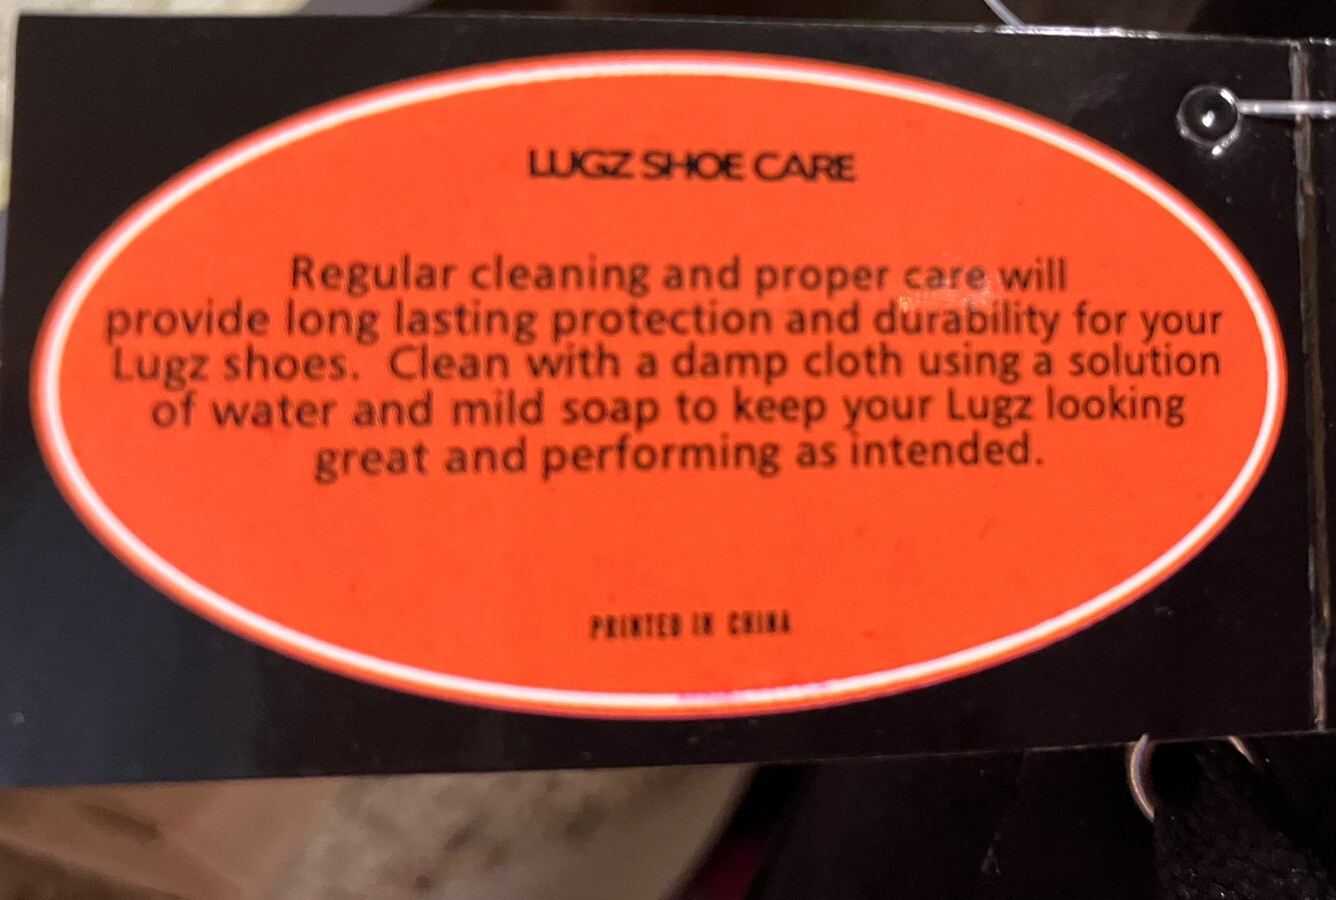 LUGZ SHOE CARE
Regular cleaning and proper care will
provide long lasting protection and durability for your
Lugz shoes. Clean with a damp cloth using a solution
of water and mild soap to keep your Lugz looking
great and performing as intended.
PRINTED IN CHINA